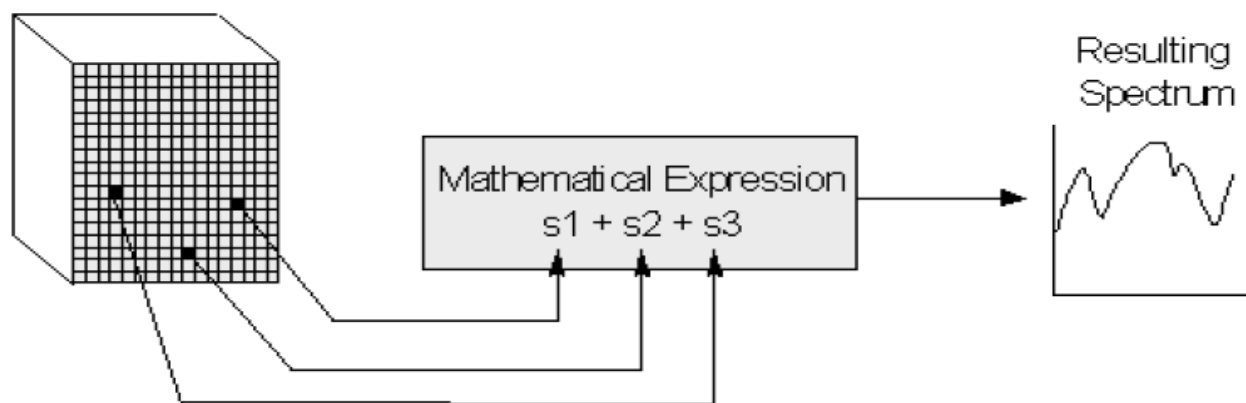 Mathematical Expression
s1 + s2 + s3
Resulting
Spectrum